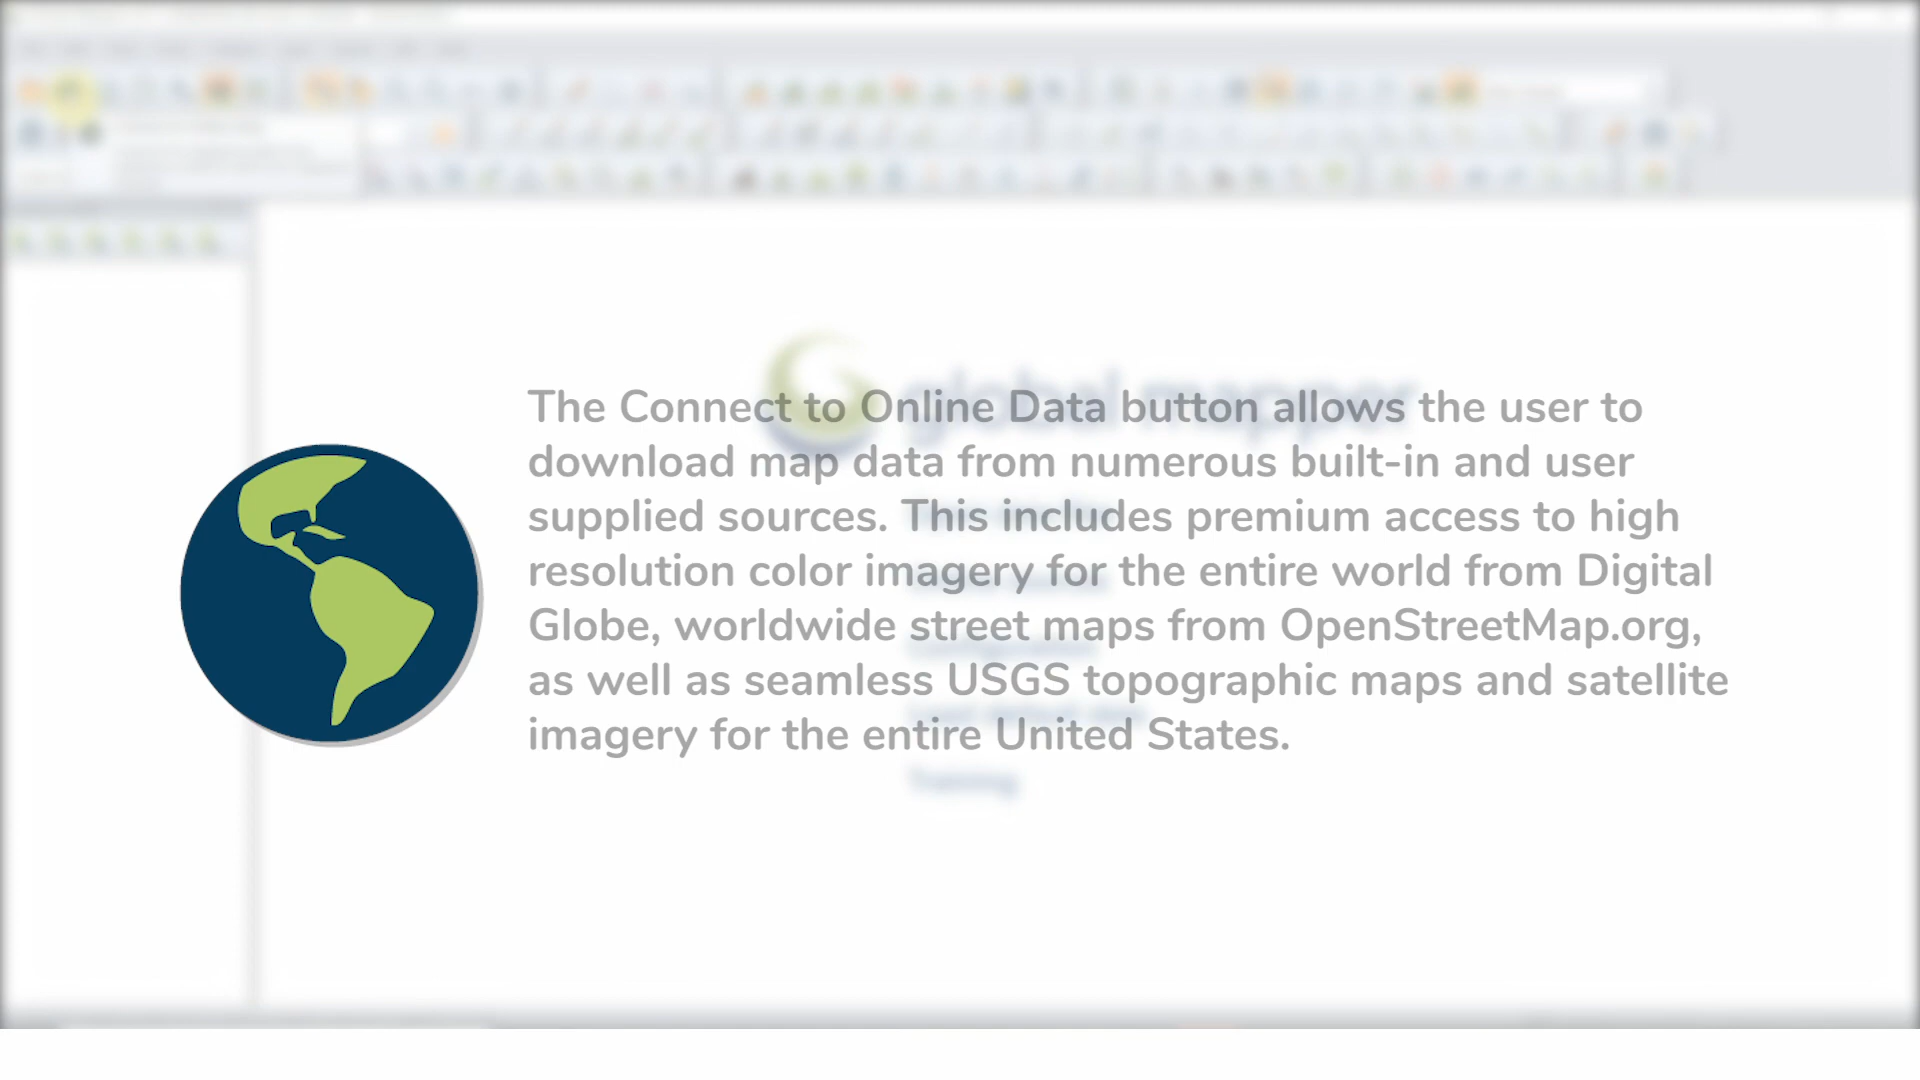 The Connect to Online Data button allows the user to
download map data from numerous built-in and user
supplied sources. This includes premium access to high
resolution color imagery for the entire world from Digital
Globe, worldwide street maps from OpenStreetMap.org,
as well as seamless USGS topographic maps and satellite
imagery for the entire United States.
global mapper
Training